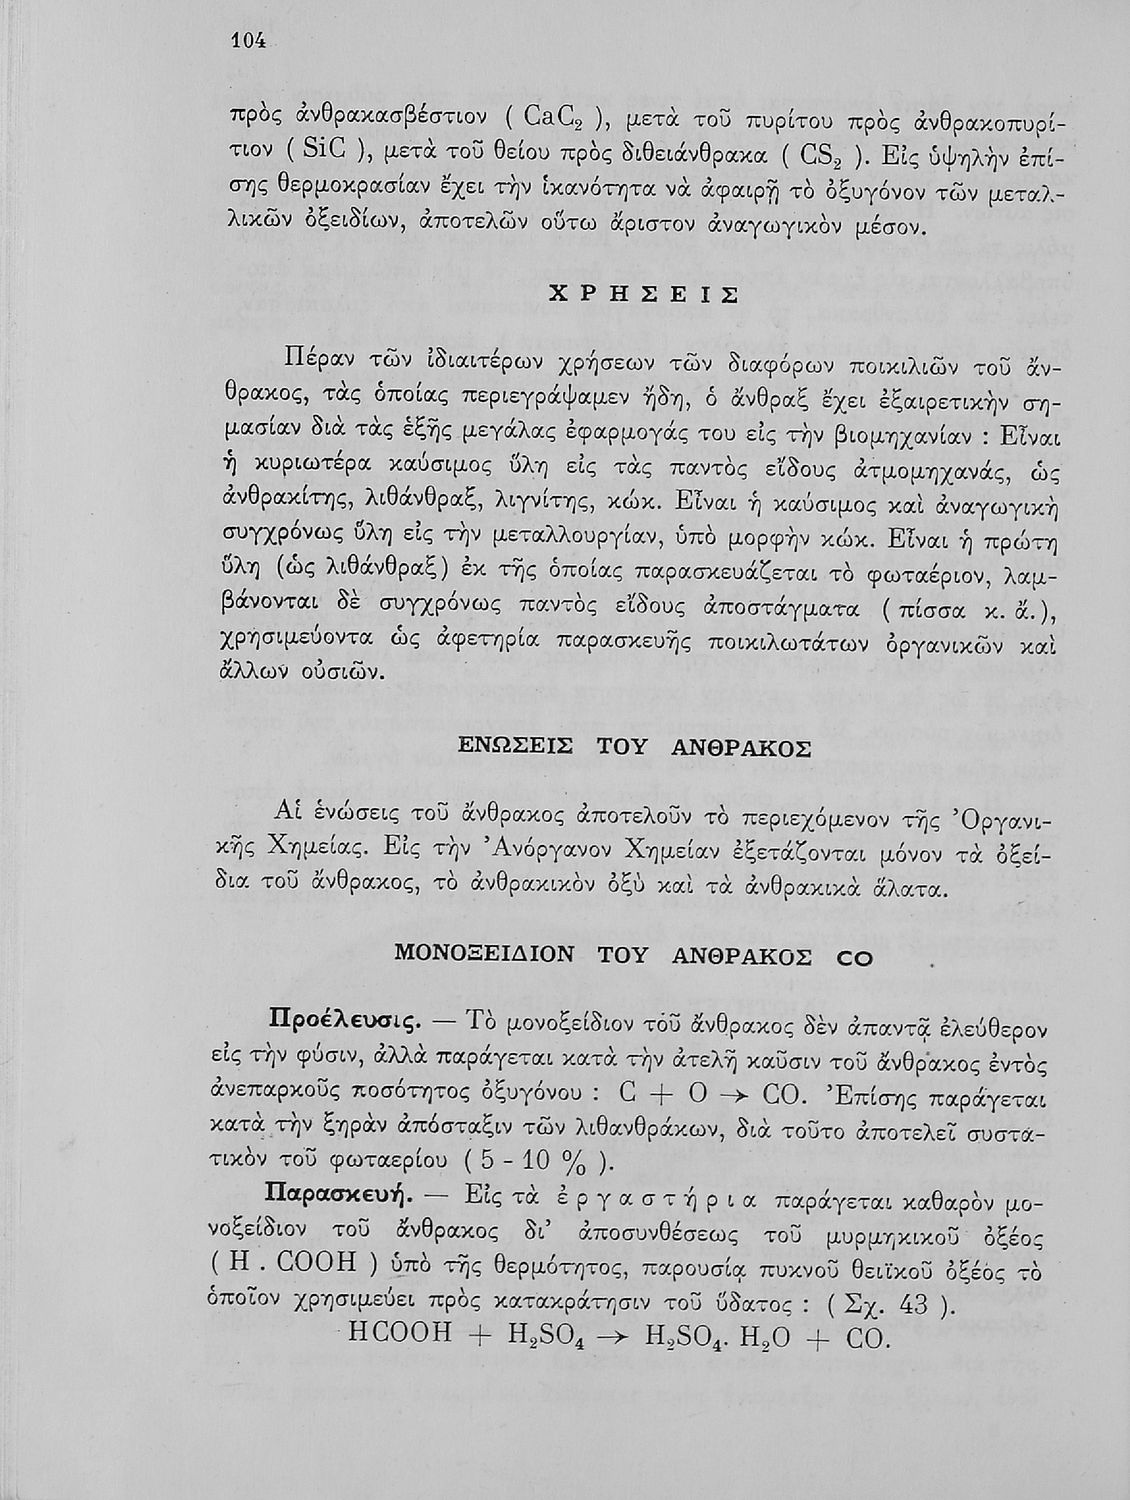 104
πρὸς ἀνθρακασβέστιον ( CaC₂ ), μετὰ τοῦ πυρίτου πρὸς ἀνθρακοπυρί-
τιον ( SiC ), μετὰ τοῦ θείου πρὸς διθειάνθρακα ( CS₂ ). Εἰς ὑψηλὴν ἐπί-
σης θερμοκρασίαν ἔχει τὴν ἱκανότητα νὰ ἀφαιρῇ τὸ ὀξυγόνον τῶν μεταλ-
λικῶν ὀξειδίων, ἀποτελῶν οὕτω ἄριστον ἀναγωγικὸν μέσον.
ΧΡΗΣΕΙΣ
Πέραν τῶν ἰδιαιτέρων χρήσεων τῶν διαφόρων ποικιλιῶν τοῦ ἄν-
θρακος, τὰς ὁποίας περιεγράψαμεν ἤδη, ὁ ἄνθραξ ἔχει ἐξαιρετικὴν ση-
μασίαν διὰ τὰς ἑξῆς μεγάλας ἐφαρμογάς του εἰς τὴν βιομηχανίαν : Εἶναι
ἡ κυριωτέρα καύσιμος ὕλη εἰς τὰς παντὸς εἴδους ἀτμομηχανάς, ὡς
ἀνθρακίτης, λιθάνθραξ, λιγνίτης, κώκ. Εἶναι ἡ καύσιμος καὶ ἀναγωγικὴ
συγχρόνως ὕλη εἰς τὴν μεταλλουργίαν, ὑπὸ μορφὴν κώκ. Εἶναι ἡ πρώτη
ὕλη (ὡς λιθάνθραξ) ἐκ τῆς ὁποίας παρασκευάζεται τὸ φωταέριον, λαμ-
βάνονται δὲ συγχρόνως παντὸς εἴδους ἀποστάγματα ( πίσσα κ. ἄ.),
χρησιμεύοντα ὡς ἀφετηρία παρασκευῆς ποικιλωτάτων ὀργανικῶν καὶ
ἄλλων οὐσιῶν.
ΕΝΩΣΕΙΣ ΤΟΥ ΑΝΘΡΑΚΟΣ
Αἱ ἑνώσεις τοῦ ἄνθρακος ἀποτελοῦν τὸ περιεχόμενον τῆς Ὀργανι-
κῆς Χημείας. Εἰς τὴν Ἀνόργανον Χημείαν ἐξετάζονται μόνον τὰ ὀξεί-
δια τοῦ ἄνθρακος, τὸ ἀνθρακικὸν ὀξὺ καὶ τὰ ἀνθρακικὰ ἅλατα.
ΜΟΝΟΞΕΙΔΙΟΝ ΤΟΥ ΑΝΘΡΑΚΟΣ CO
Προέλευσις. — Τὸ μονοξείδιον τοῦ ἄνθρακος δὲν ἀπαντᾷ ἐλεύθερον
εἰς τὴν φύσιν, ἀλλὰ παράγεται κατὰ τὴν ἀτελῆ καῦσιν τοῦ ἄνθρακος ἐντὸς
ἀνεπαρκοῦς ποσότητος ὀξυγόνου : C + O → CO. Ἐπίσης παράγεται
κατὰ τὴν ξηρὰν ἀπόσταξιν τῶν λιθανθράκων, διὰ τοῦτο ἀποτελεῖ συστα-
τικὸν τοῦ φωταερίου ( 5 - 10 % ).
Παρασκευή. — Εἰς τὰ ἐργαστήρια παράγεται καθαρὸν μο-
νοξείδιον τοῦ ἄνθρακος δι᾽ ἀποσυνθέσεως τοῦ μυρμηκικοῦ ὀξέος
( H . COOH ) ὑπὸ τῆς θερμότητος, παρουσίᾳ πυκνοῦ θειϊκοῦ ὀξέος τὸ
ὁποῖον χρησιμεύει πρὸς κατακράτησιν τοῦ ὕδατος : ( Σχ. 43 ).
HCOOH + H₂SO₄ → H₂SO₄. H₂O + CO.